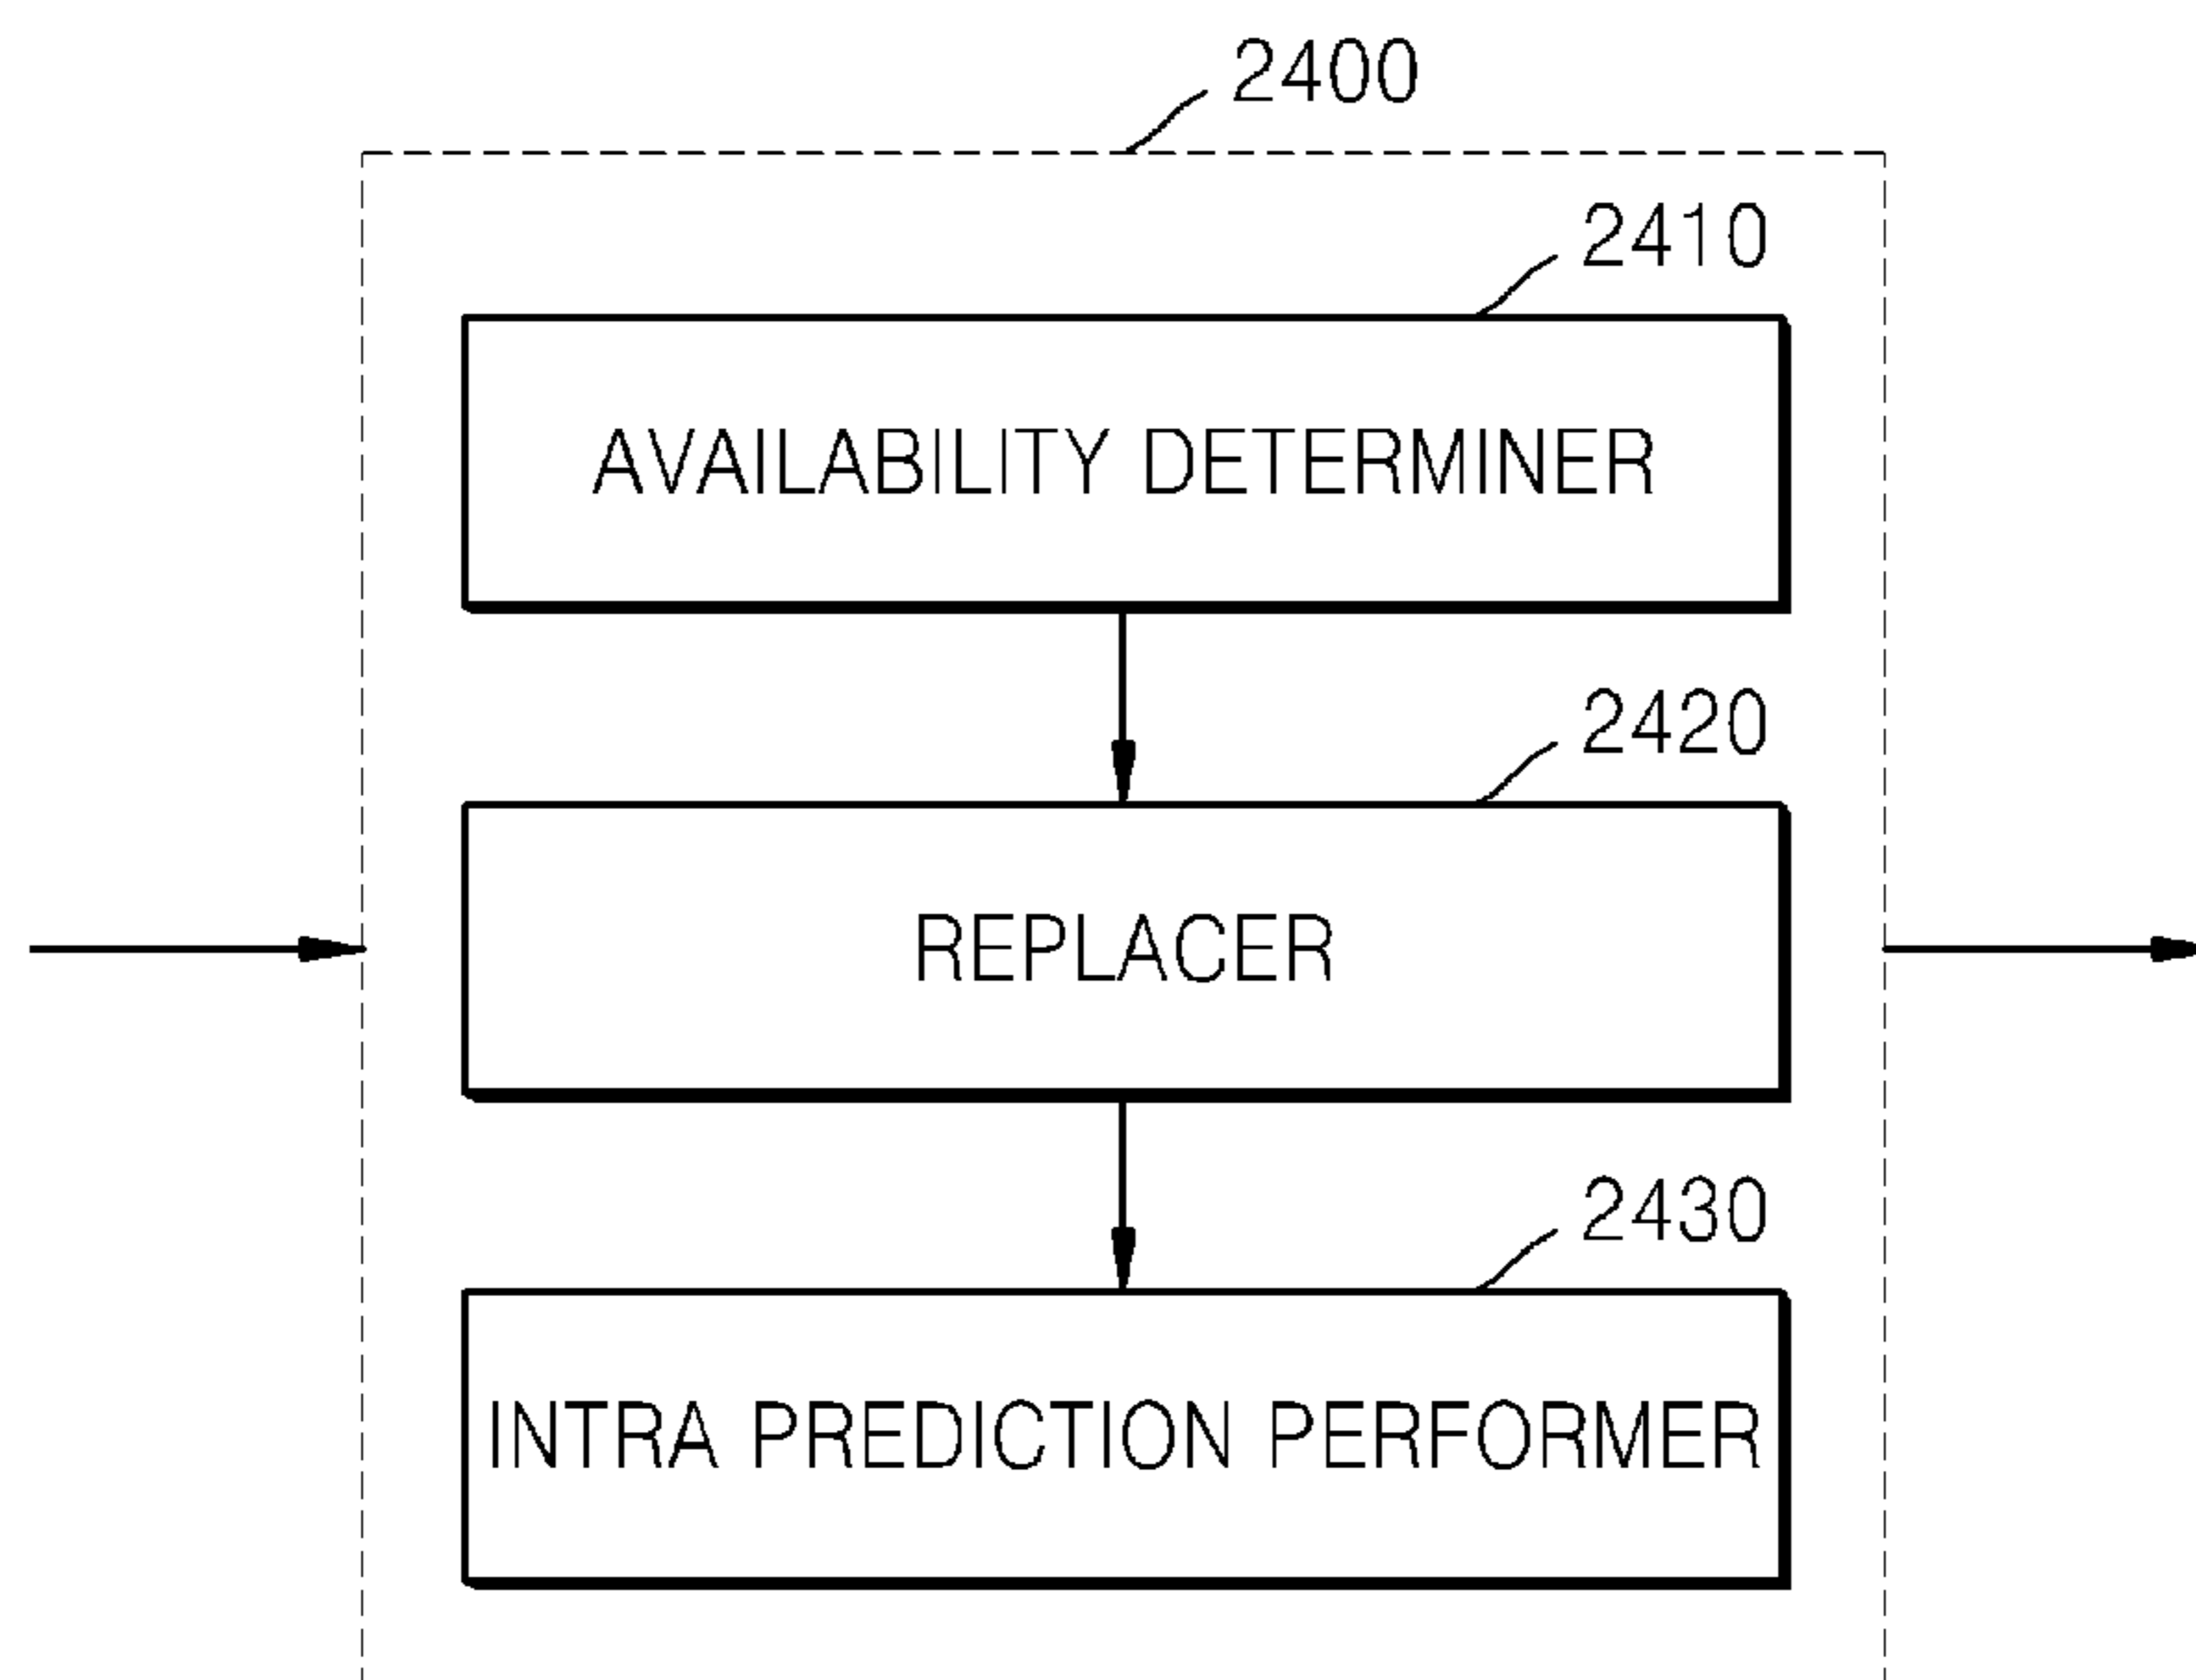 2400
2410
AVAILABILITY DETERMINER
2420
REPLACER
2430
INTRA PREDICTION PERFORMER